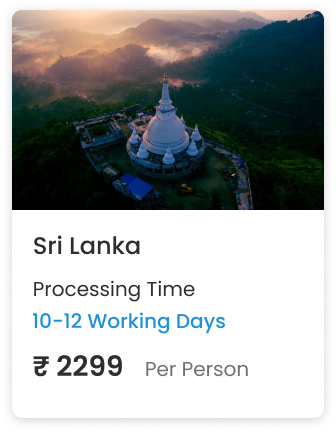 Sri Lanka
Processing Time
10-12 Working Days
₹ 2299 Per Person